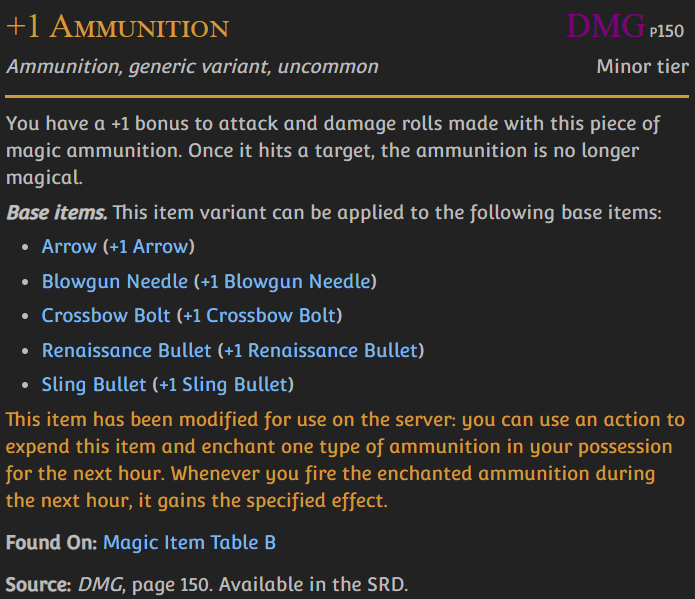 +1 Ammunition DMG P150
Ammunition, generic variant, uncommon Minor tier
You have a +1 bonus to attack and damage rolls made with this piece of
magic ammunition. Once it hits a target, the ammunition is no longer
magical.
Base items. This item variant can be applied to the following base items:
• Arrow (+1 Arrow)
• Blowgun Needle (+1 Blowgun Needle)
• Crossbow Bolt (+1 Crossbow Bolt)
• Renaissance Bullet (+1 Renaissance Bullet)
• Sling Bullet (+1 Sling Bullet)
This item has been modified for use on the server: you can use an action to
expend this item and enchant one type of ammunition in your possession
for the next hour. Whenever you fire the enchanted ammunition during
the next hour, it gains the specified effect.
Found On: Magic Item Table B
Source: DMG, page 150. Available in the SRD.